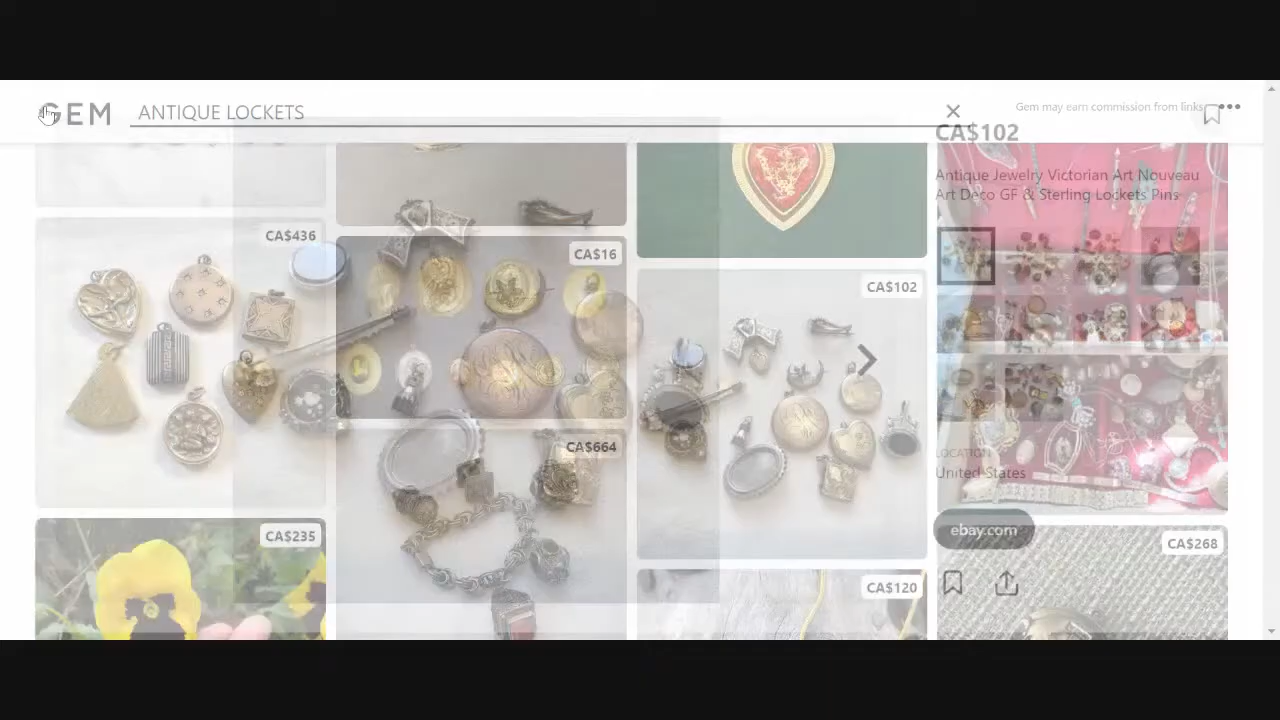 GEM
ANTIQUE LOCKETS
Gem may earn commission from links
CA$102
Antique Jewelry Victorian Art Nouveau
Art Deco GF & Sterling Lockets Pins
CA$436
CA$16
CA$102
CA$664
LOCATION
United States
CA$235
ebay.com
CA$268
CA$120